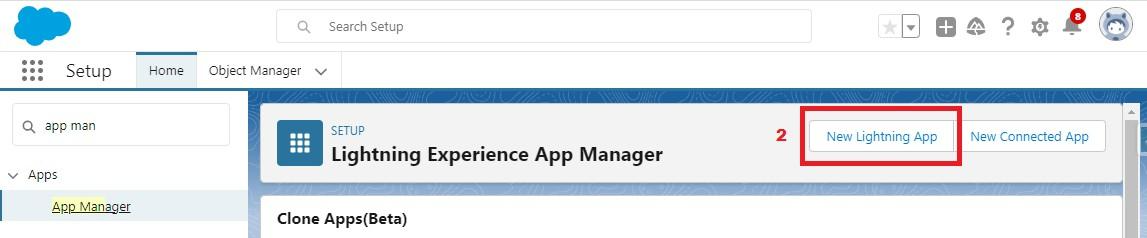 Search Setup
8
Setup
Home
Object Manager
app man
Apps
App Manager
SETUP
Lightning Experience App Manager
2
New Lightning App
New Connected App
Clone Apps(Beta)